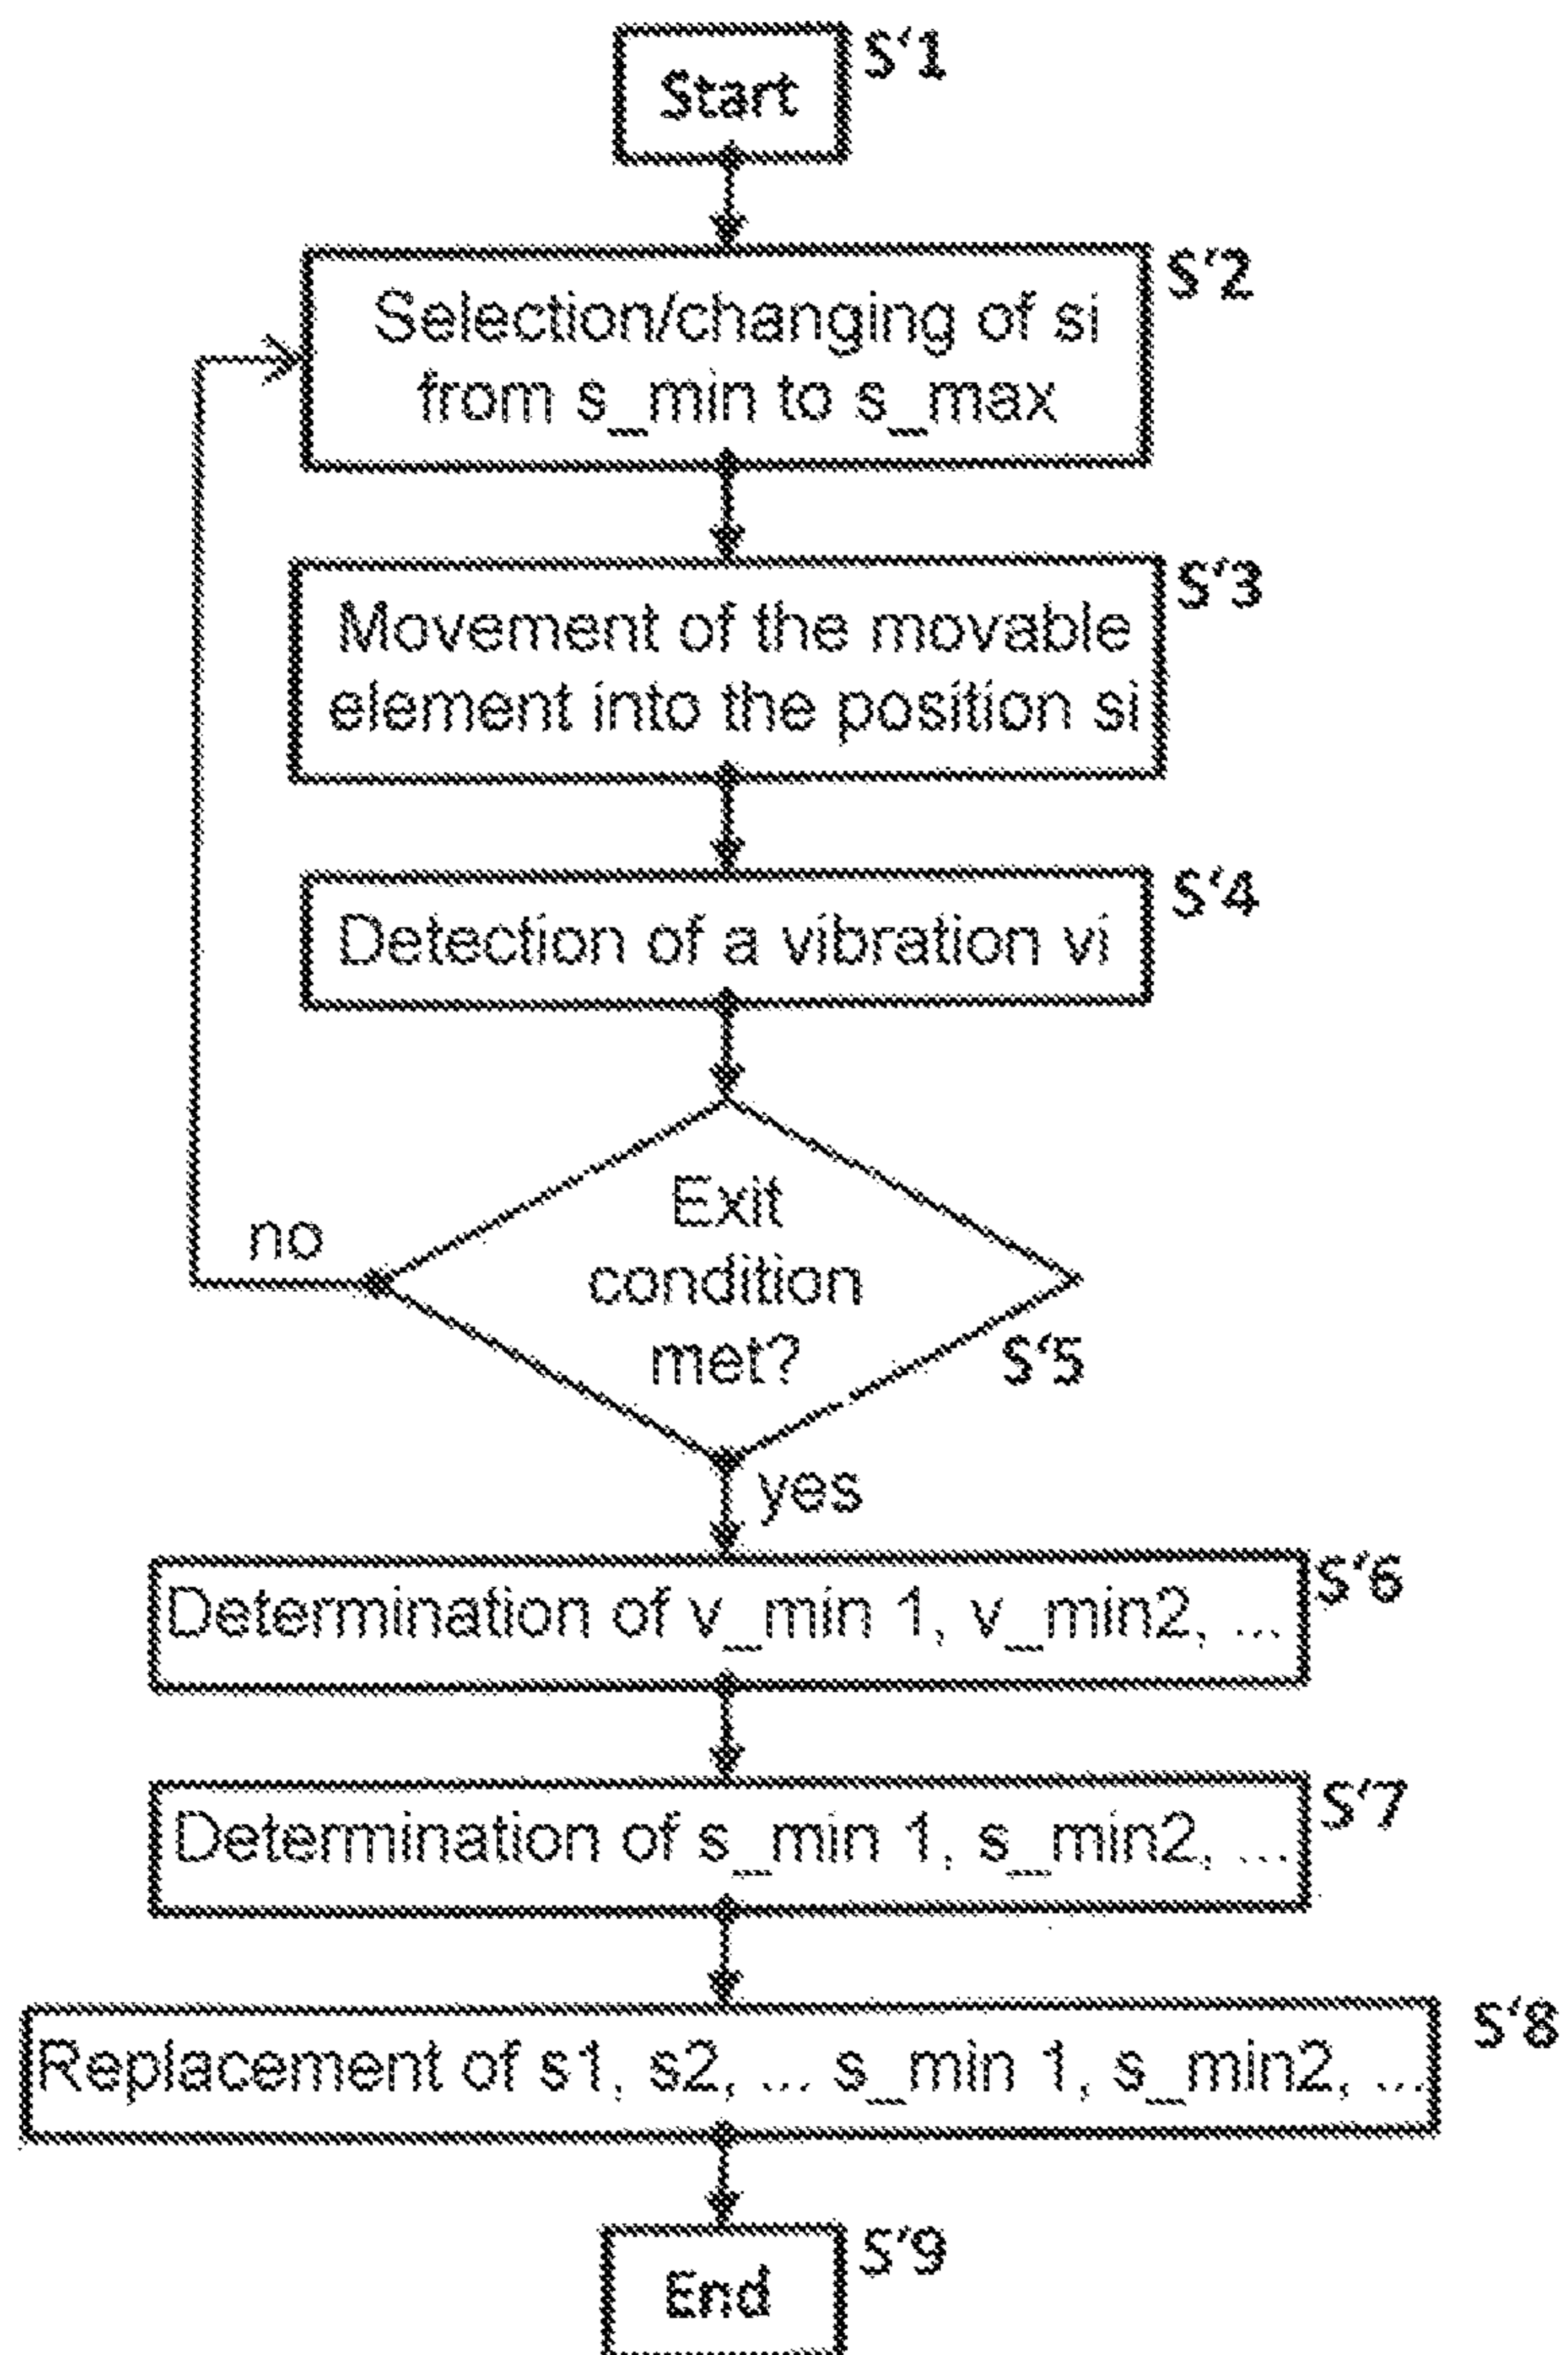 Start
S'1
Selection/changing of si
from s_min to s_max
S'2
Movement of the movable
element into the position si
S'3
Detection of a vibration vi
S'4
Exit
condition
met?
S'5
no
yes
Determination of v_min 1, v_min2, ...
S'6
Determination of s_min 1, s_min2, ...
S'7
Replacement of s1, s2, ... s_min 1, s_min2, ...
S'8
End
S'9